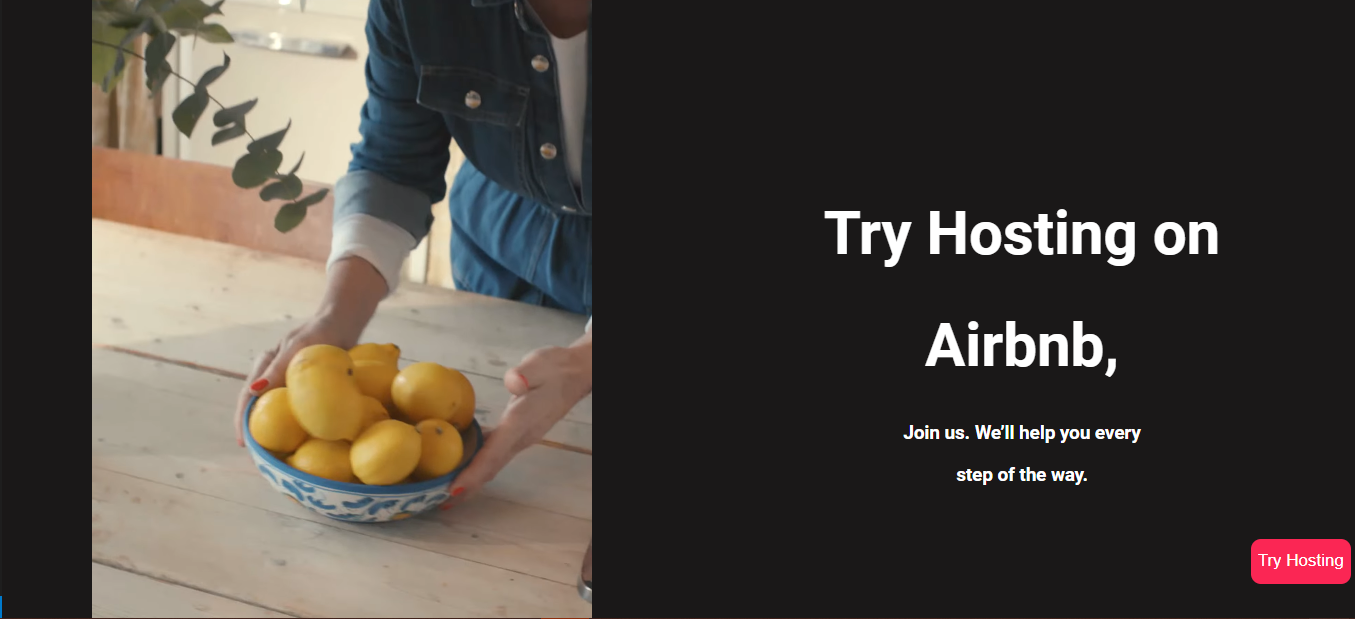 Try Hosting on
Airbnb,
Join us. We’ll help you every
step of the way.
Try Hosting